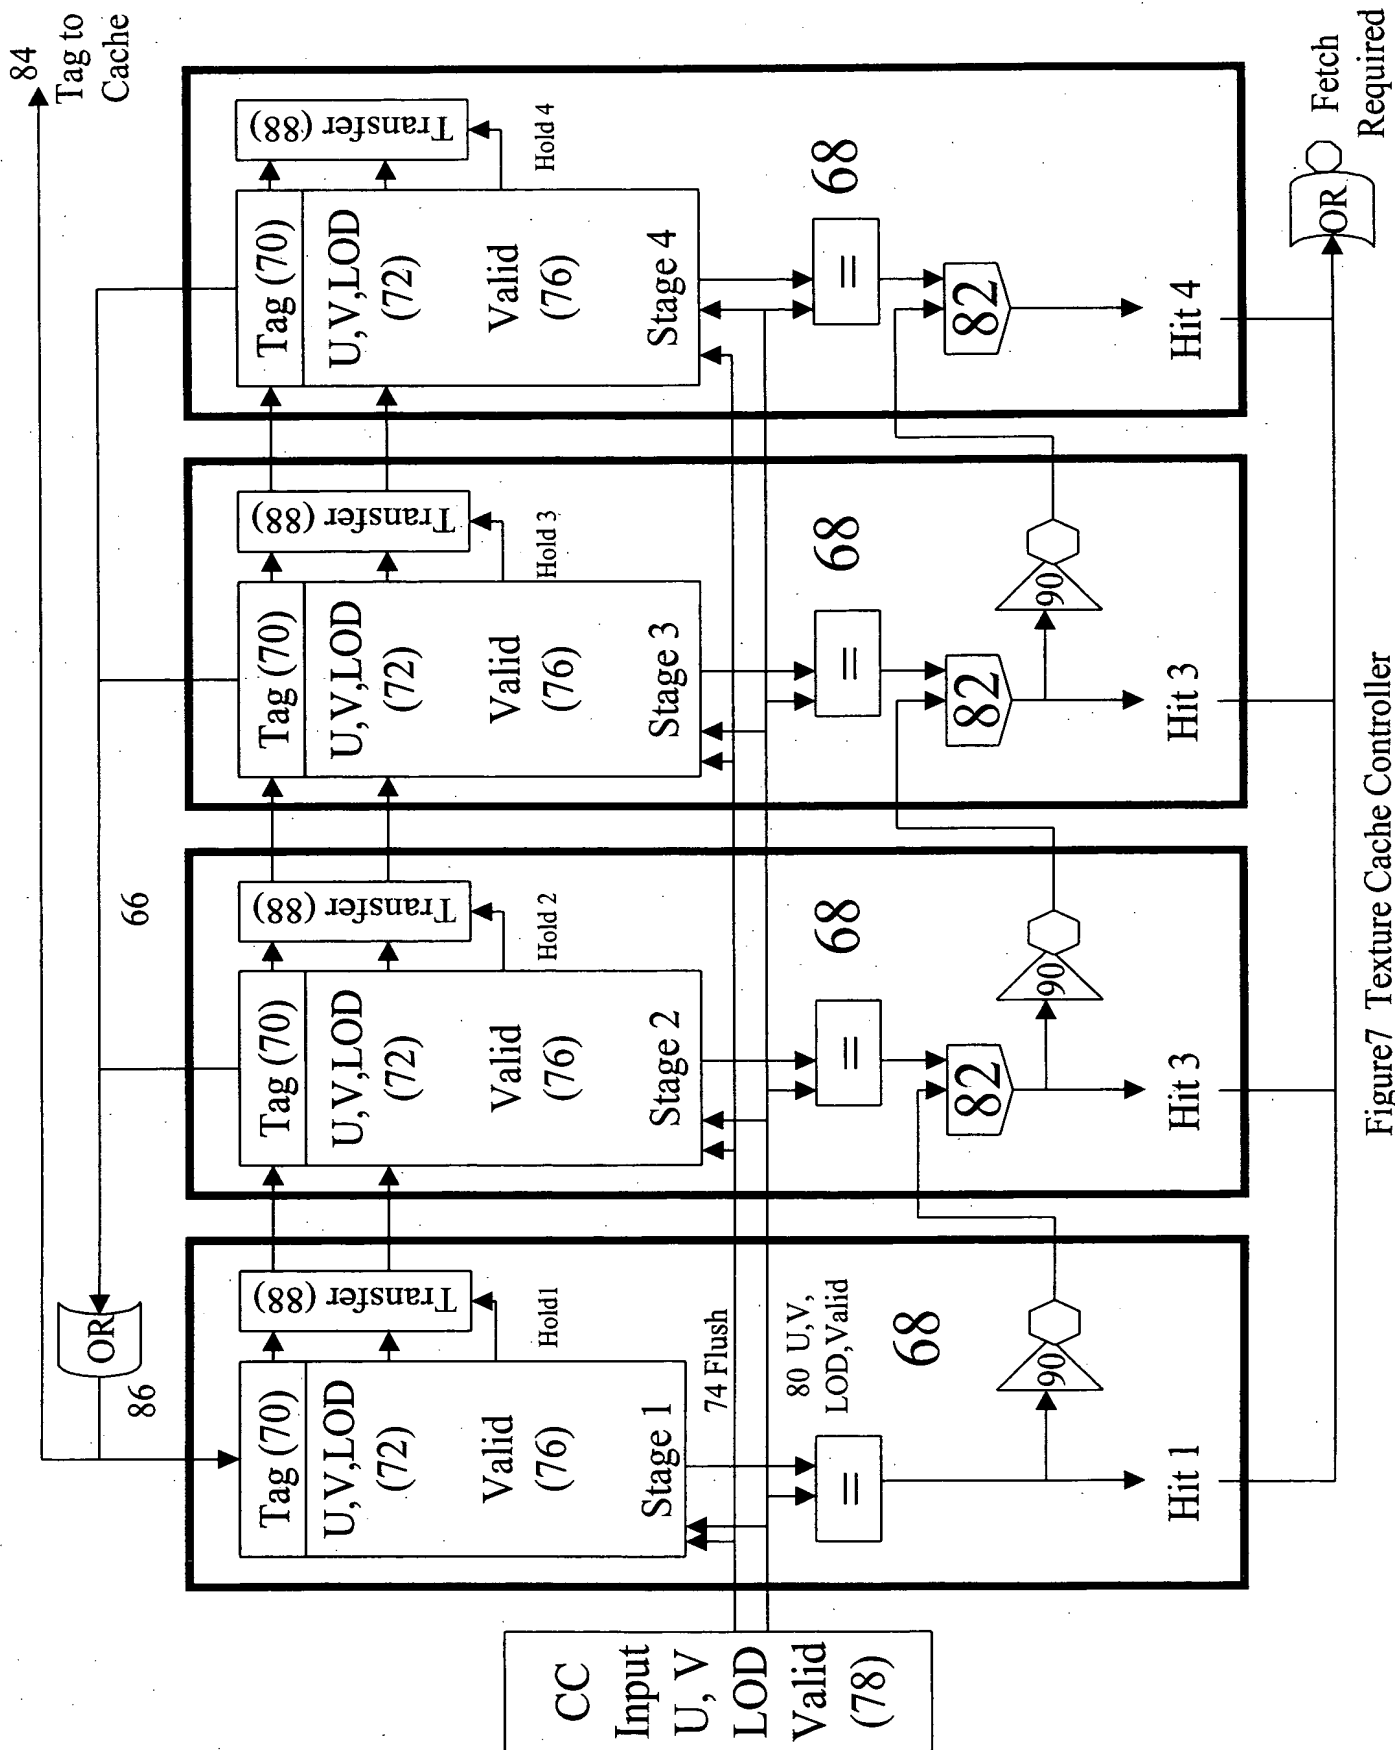 84
Tag to
Cache
66
OR
86
CC
Input
U, V
LOD
Valid
(78)
Tag (70)
U,V,LOD
(72)
Valid
(76)
Stage 1
Transfer (88)
Hold1
74 Flush
80 U,V,
LOD,Valid
=
68
90
Hit 1
Tag (70)
U,V,LOD
(72)
Valid
(76)
Stage 2
Transfer (88)
Hold 2
=
68
82
90
Hit 3
Tag (70)
U,V,LOD
(72)
Valid
(76)
Stage 3
Transfer (88)
Hold 3
=
68
82
90
Hit 3
Tag (70)
U,V,LOD
(72)
Valid
(76)
Stage 4
Transfer (88)
Hold 4
=
68
82
Hit 4
OR
Fetch
Required
Figure7 Texture Cache Controller